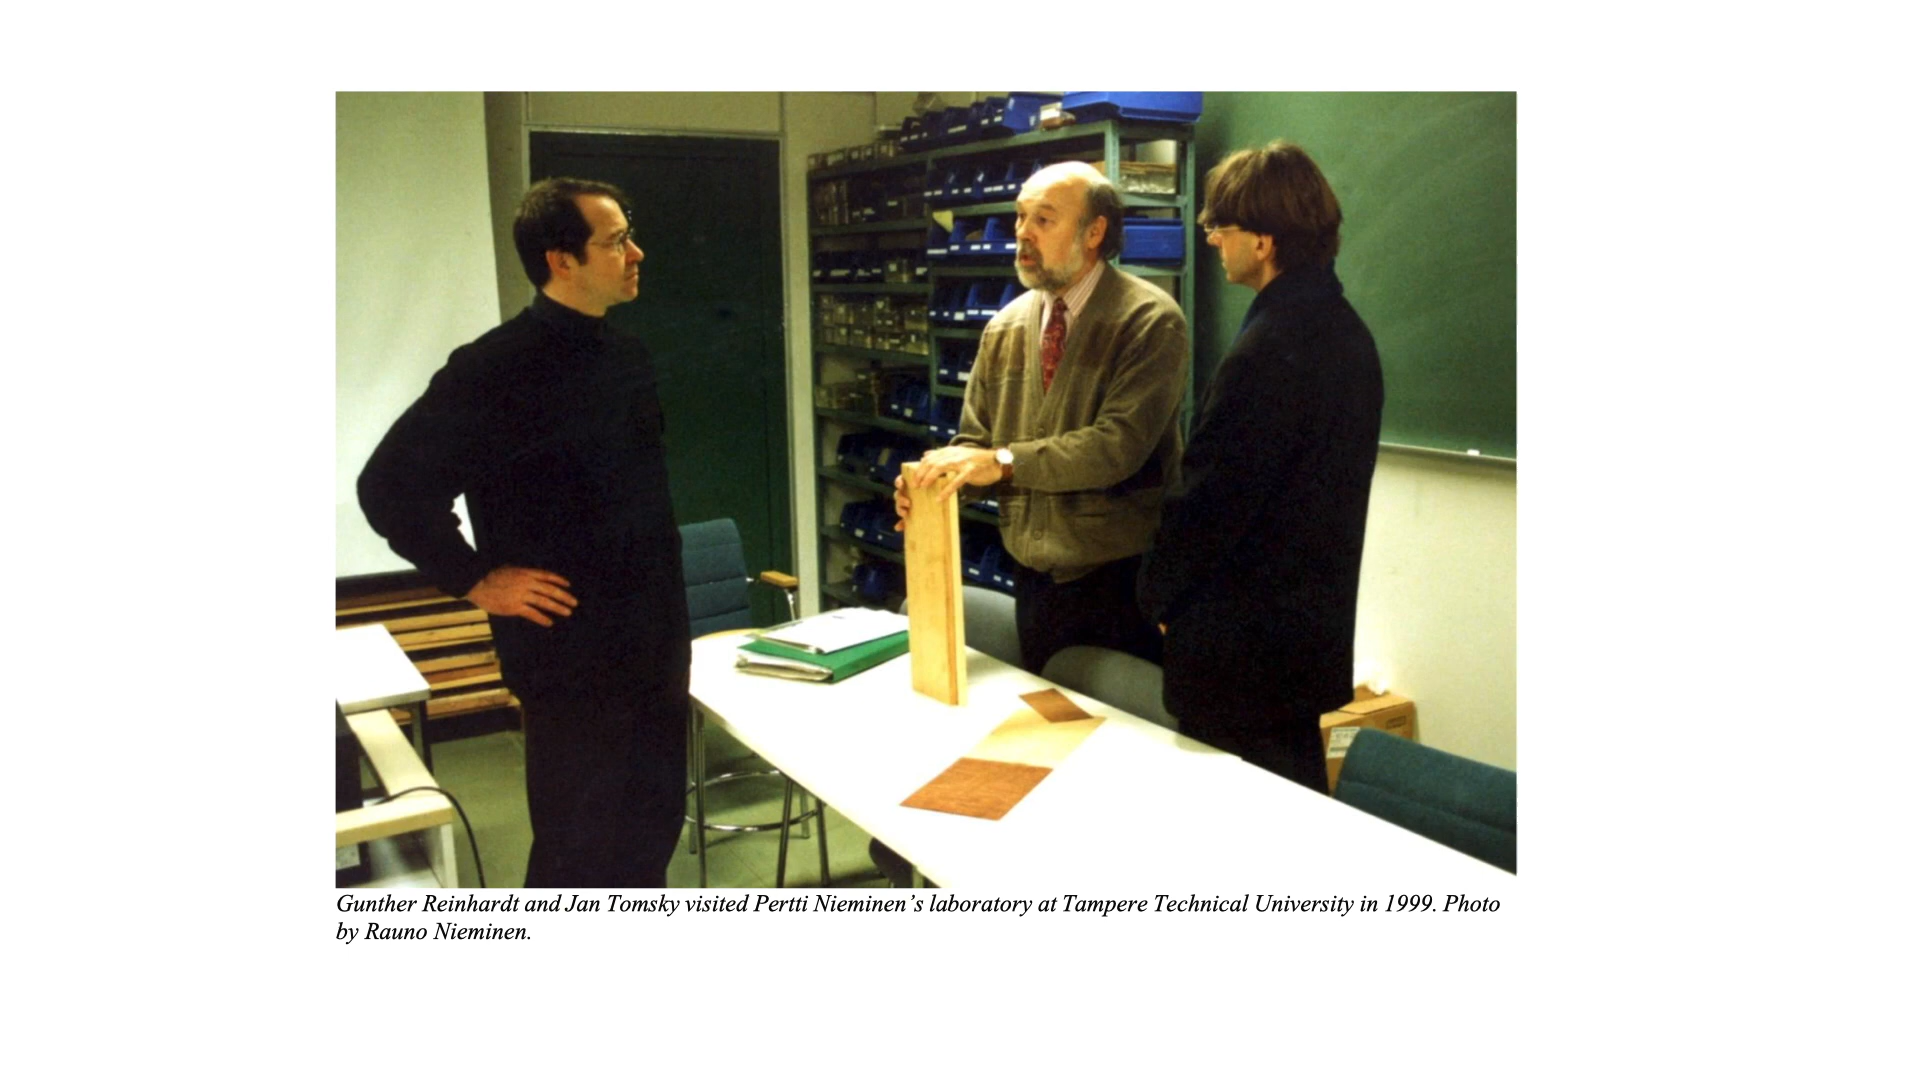 Gunther Reinhardt and Jan Tomsky visited Pertti Nieminen’s laboratory at Tampere Technical University in 1999. Photo
by Rauno Nieminen.